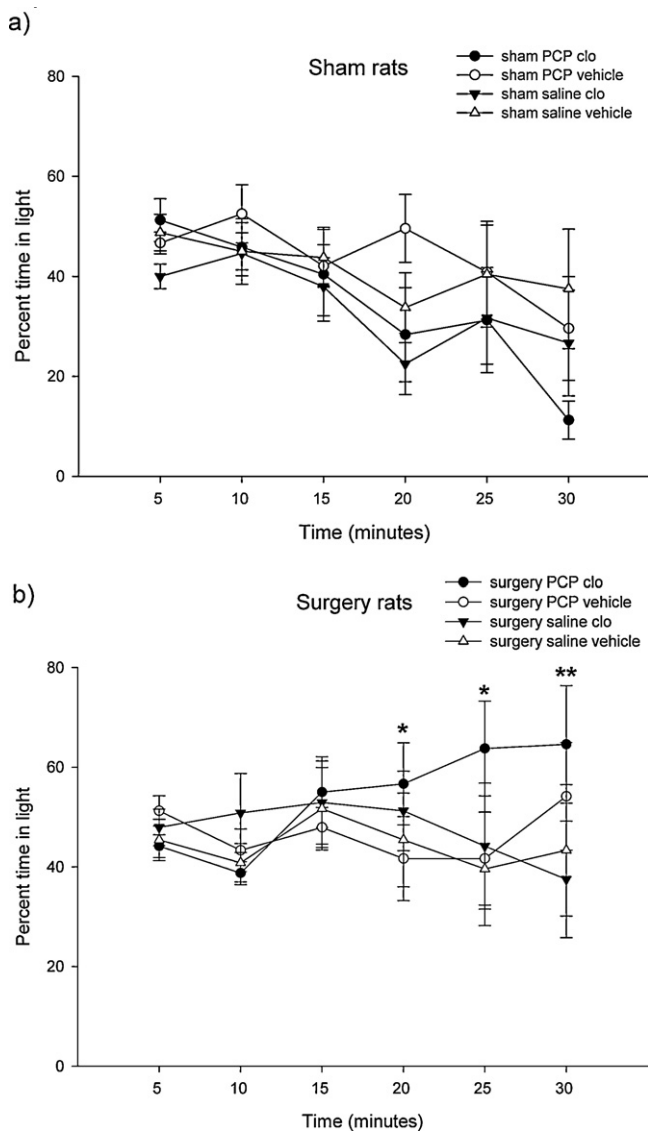 a)
Sham rats
sham PCP clo
sham PCP vehicle
sham saline clo
sham saline vehicle
80
60
40
20
0
Percent time in light
5 10 15 20 25 30
Time (minutes)
b)
Surgery rats
surgery PCP clo
surgery PCP vehicle
surgery saline clo
surgery saline vehicle
80
60
40
20
0
Percent time in light
* * **
5 10 15 20 25 30
Time (minutes)